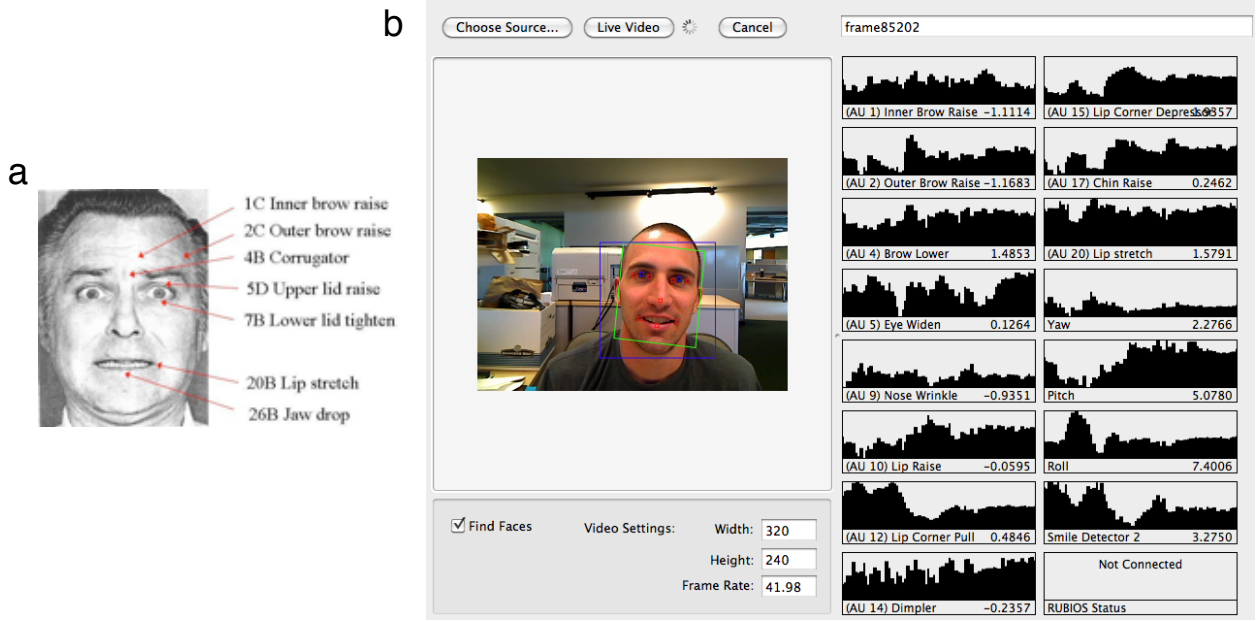 a
1C Inner brow raise
2C Outer brow raise
4B Corrugator
5D Upper lid raise
7B Lower lid tighten
20B Lip stretch
26B Jaw drop
b
Choose Source...
Live Video
Cancel
frame85202
(AU 1) Inner Brow Raise -1.1114
(AU 15) Lip Corner Depressor 1.9357
(AU 2) Outer Brow Raise -1.1683
(AU 17) Chin Raise 0.2462
(AU 4) Brow Lower 1.4853
(AU 20) Lip stretch 1.5791
(AU 5) Eye Widen 0.1264
Yaw 2.2766
(AU 9) Nose Wrinkle -0.9351
Pitch 5.0780
(AU 10) Lip Raise -0.0595
Roll 7.4006
(AU 12) Lip Corner Pull 0.4846
Smile Detector 2 3.2750
(AU 14) Dimpler -0.2357
Not Connected
RUBIOS Status
Find Faces
Video Settings:
Width: 320
Height: 240
Frame Rate: 41.98